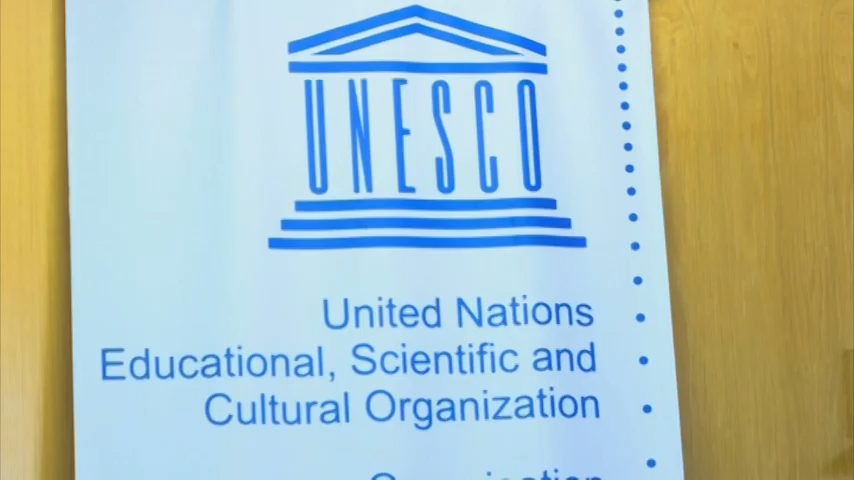 UNESCO
United Nations
Educational, Scientific and
Cultural Organization